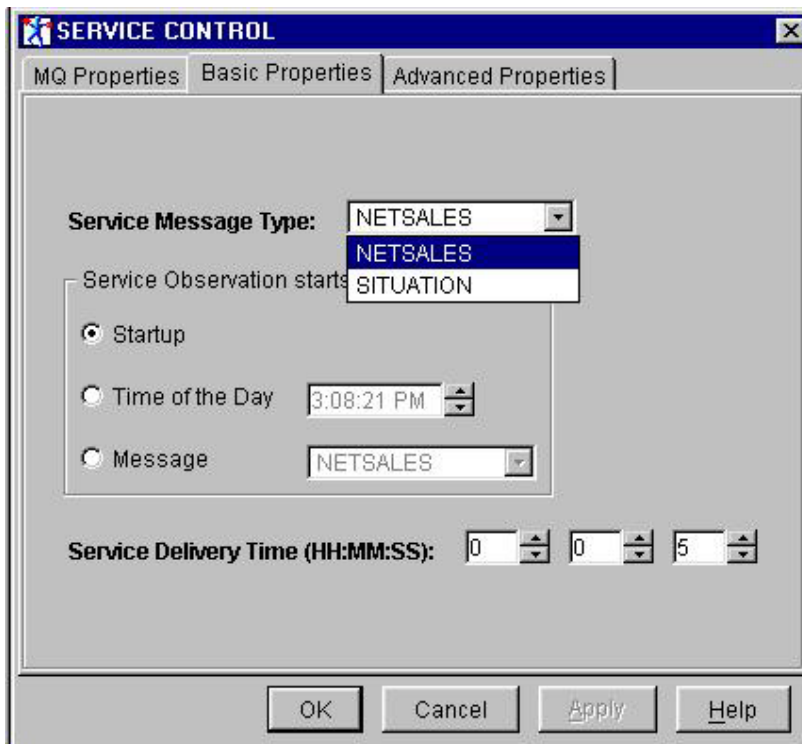 SERVICE CONTROL
MQ Properties Basic Properties Advanced Properties
Service Message Type: NETSALES
NETSALES
SITUATION
Service Observation starts
Startup
Time of the Day 3:08:21 PM
Message NETSALES
Service Delivery Time (HH:MM:SS): 0 0 5
OK Cancel Apply Help